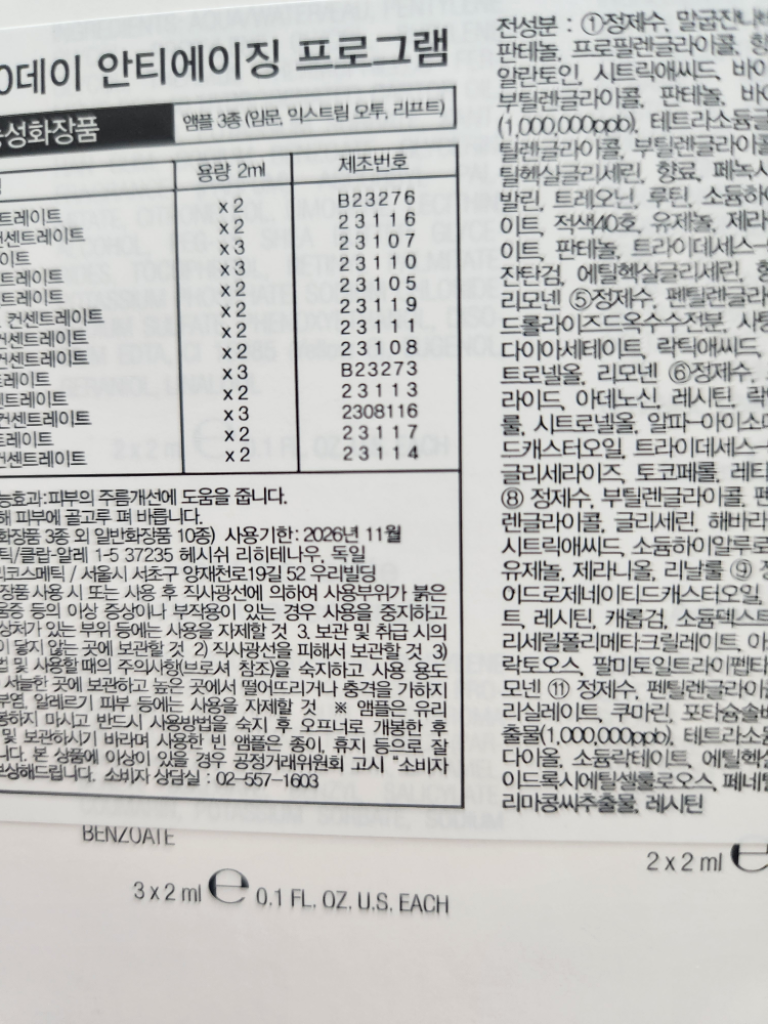 0데이 안티에이징 프로그램
능성화장품
앰플 3종 (입문, 익스트림 오투, 리프트)
용량 2ml
제조번호
트레이트 x 2 B23276
컨센트레이트 x 2 23116
이트 x 3 23107
트레이트 x 3 23110
트레이트 x 2 23105
컨센트레이트 x 2 23119
컨센트레이트 x 2 23111
컨센트레이트 x 2 23108
트레이트 x 3 B23273
센트레이트 x 2 23113
컨센트레이트 x 3 2308116
트레이트 x 2 23117
컨센트레이트 x 2 23114
능효과:피부의 주름개선에 도움을 줍니다.
해 피부에 골고루 펴 바릅니다.
화장품 3종 외 일반화장품 10종) 사용기한: 2026년 11월
틱/클랍-알레 1-5 37235 헤시쉬 리히테나우, 독일
리코스메틱 / 서울시 서초구 양재천로19길 52 우리빌딩
장품 사용 시 또는 사용 후 직사광선에 의하여 사용부위가 붉은
움증 등의 이상 증상이나 부작용이 있는 경우 사용을 중지하고
상처가 있는 부위 등에는 사용을 자제할 것 3. 보관 및 취급 시의
이 닿지 않는 곳에 보관할 것 2) 직사광선을 피해서 보관할 것 3)
법 및 사용할 때의 주의사항(브로셔 참조)을 숙지하고 사용 용도
서늘한 곳에 보관하고 높은 곳에서 떨어뜨리거나 충격을 가하지
부염, 알레르기 피부 등에는 사용을 자제할 것 ※ 앰플은 유리
용하지 마시고 반드시 사용방법을 숙지 후 오프너로 개봉한 후
및 보관하시기 바라며 사용한 빈 앰플은 종이, 휴지 등으로 잘
니다. 본 상품에 이상이 있을 경우 공정거래위원회 고시 "소비자
보상해드립니다. 소비자 상담실 : 02-557-1603
전성분 : ①정제수, 말굽잔나
판테놀, 프로필렌글라이콜, 향
알란토인, 시트릭애씨드, 바이
부틸렌글라이콜, 판테놀, 바이
(1,000,000ppb), 테트라소듐글
틸렌글라이콜, 부틸렌글라이콜
틸헥살글리세린, 향료, 페녹시
발린, 트레오닌, 루틴, 소듐하이
이트, 적색40호, 유제놀, 제라
이트, 판테놀, 트라이데세스-
잔탄검, 에틸헥살글리세린, 향
리모넨 ⑤정제수, 펜틸렌글라
드롤라이즈드옥수수전분, 사탕
다이아세테이트, 락틱애씨드,
트로넬올, 리모넨 ⑥정제수,
라이드, 아데노신, 레시틴, 락
룰, 시트로넬올, 알파-아이소머
드캐스터오일, 트라이데세스-
글리세라이즈, 토코페롤, 레티
⑧ 정제수, 부틸렌글라이콜, 펜
렌글라이콜, 글리세린, 해바라
시트릭애씨드, 소듐하이알루로
유제놀, 제라니올, 리날룰 ⑨ 정
이드로제네이티드캐스터오일,
트, 레시틴, 캐롭검, 소듐덱스트
리세릴폴리메타크릴레이트, 아
락토오스, 팔미토일트라이펩타
모넨 ⑪ 정제수, 펜틸렌글라이콜
리실레이트, 쿠마린, 포타슘솔바
출물(1,000,000ppb), 테트라소듐
다이올, 소듐락테이트, 에틸헥살
이드록시에틸셀룰로오스, 페네틸
리마콩씨추출물, 레시틴
BENZOATE
3 x 2 ml ℮ 0.1 FL. OZ. U.S. EACH
2 x 2 ml ℮